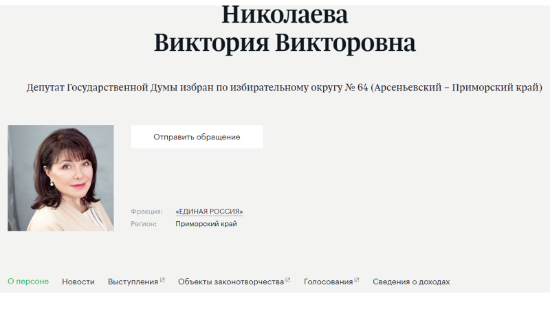 Николаева
Виктория Викторовна
Депутат Государственной Думы избран по избирательному округу № 64 (Арсеньевский – Приморский край)
Отправить обращение
Фракция: «ЕДИНАЯ РОССИЯ»
Регион: Приморский край
О персоне Новости Выступления Объекты законотворчества Голосования Сведения о доходах